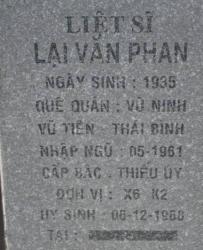 LIỆT SĨ
LẠI VĂN PHAN
NGÀY SINH : 1935
QUÊ QUÁN : VŨ NINH
VŨ TIÊN - THÁI BÌNH
NHẬP NGŨ : 05-1961
CẤP BẬC : THIẾU ÚY
ĐƠN VỊ : X6 K2
HY SINH : 06-12-1968
TẠI :